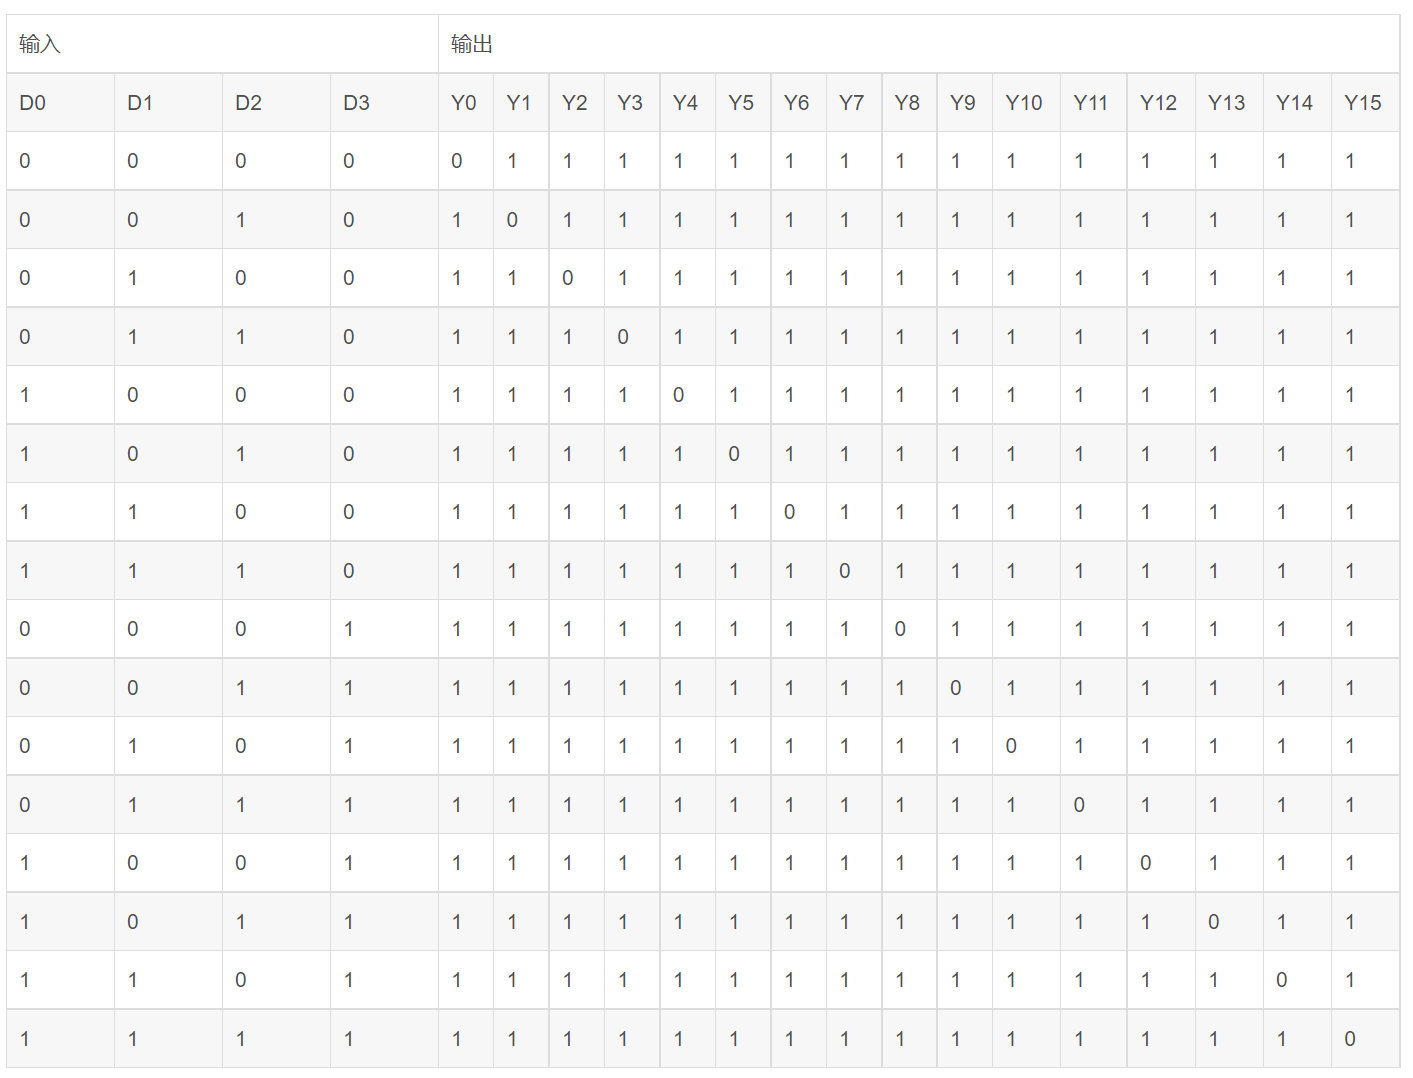 输入 输出
D0 D1 D2 D3 Y0 Y1 Y2 Y3 Y4 Y5 Y6 Y7 Y8 Y9 Y10 Y11 Y12 Y13 Y14 Y15
0 0 0 0 0 1 1 1 1 1 1 1 1 1 1 1 1 1 1 1
0 0 1 0 1 0 1 1 1 1 1 1 1 1 1 1 1 1 1 1
0 1 0 0 1 1 0 1 1 1 1 1 1 1 1 1 1 1 1 1
0 1 1 0 1 1 1 0 1 1 1 1 1 1 1 1 1 1 1 1
1 0 0 0 1 1 1 1 0 1 1 1 1 1 1 1 1 1 1 1
1 0 1 0 1 1 1 1 1 0 1 1 1 1 1 1 1 1 1 1
1 1 0 0 1 1 1 1 1 1 0 1 1 1 1 1 1 1 1 1
1 1 1 0 1 1 1 1 1 1 1 0 1 1 1 1 1 1 1 1
0 0 0 1 1 1 1 1 1 1 1 1 0 1 1 1 1 1 1 1
0 0 1 1 1 1 1 1 1 1 1 1 1 0 1 1 1 1 1 1
0 1 0 1 1 1 1 1 1 1 1 1 1 1 0 1 1 1 1 1
0 1 1 1 1 1 1 1 1 1 1 1 1 1 1 0 1 1 1 1
1 0 0 1 1 1 1 1 1 1 1 1 1 1 1 1 0 1 1 1
1 0 1 1 1 1 1 1 1 1 1 1 1 1 1 1 1 0 1 1
1 1 0 1 1 1 1 1 1 1 1 1 1 1 1 1 1 1 0 1
1 1 1 1 1 1 1 1 1 1 1 1 1 1 1 1 1 1 1 0